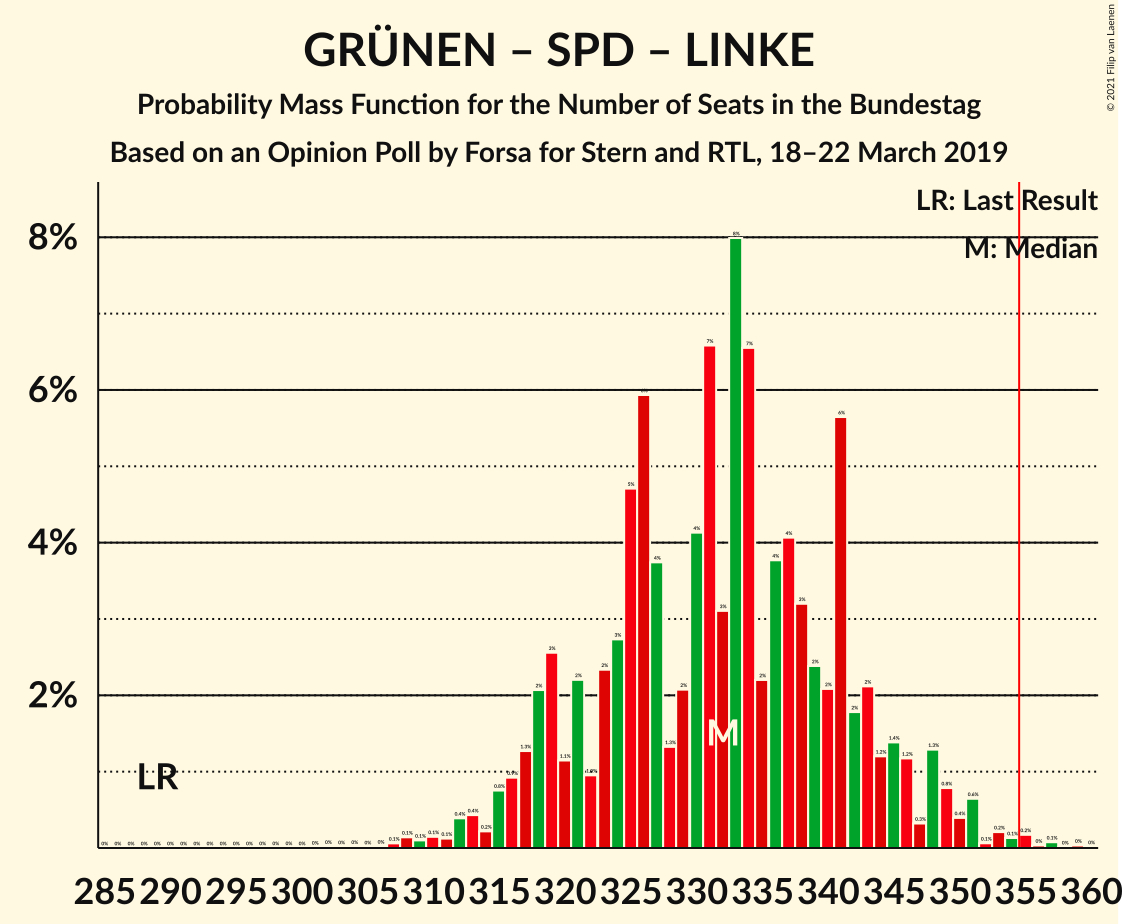 GRÜNEN – SPD – LINKE
Probability Mass Function for the Number of Seats in the Bundestag
Based on an Opinion Poll by Forsa for Stern and RTL, 18–22 March 2019
© 2021 Filip van Laenen
LR: Last Result
M: Median
8%
6%
4%
2%
LR
M
285 290 295 300 305 310 315 320 325 330 335 340 345 350 355 360